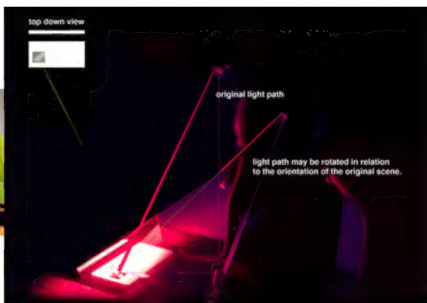 top down view
original light path
light path may be rotated in relation
to the orientation of the original scene.